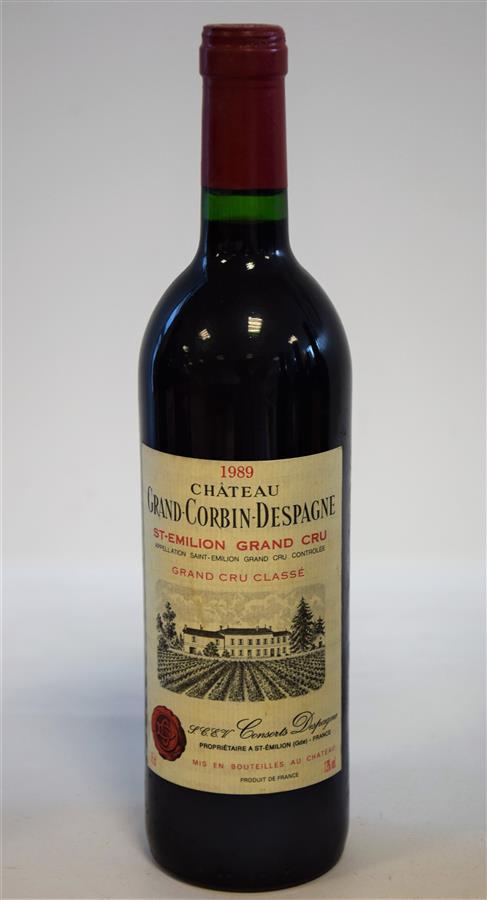 1989
CHÂTEAU
GRAND-CORBIN-DESPAGNE
ST-EMILION GRAND CRU
APPELLATION SAINT-EMILION GRAND CRU CONTROLÉE
GRAND CRU CLASSÉ
S.C.E.V Consorts Despagne
PROPRIÉTAIRE A ST-ÉMILION (Gde) - FRANCE
MIS EN BOUTEILLES AU CHATEAU
PRODUIT DE FRANCE